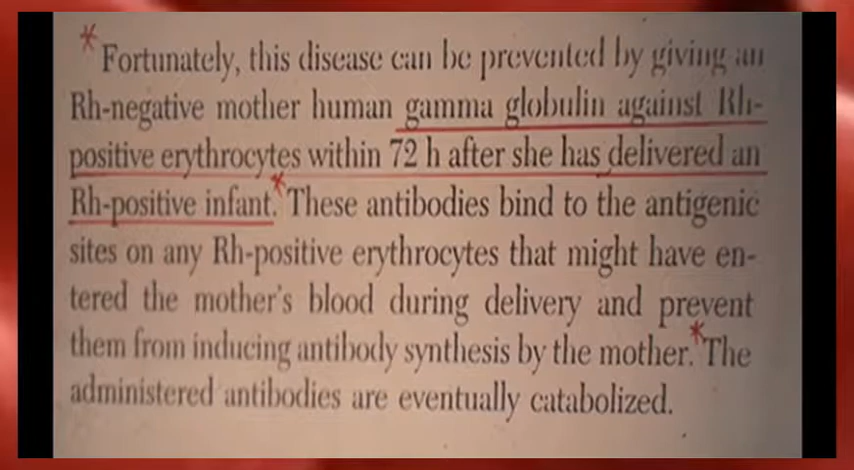 *Fortunately, this disease can be prevented by giving an
Rh-negative mother human gamma globulin against Rh-
positive erythrocytes within 72 h after she has delivered an
Rh-positive infant.* These antibodies bind to the antigenic
sites on any Rh-positive erythrocytes that might have en-
tered the mother's blood during delivery and prevent
them from inducing antibody synthesis by the mother.* The
administered antibodies are eventually catabolized.